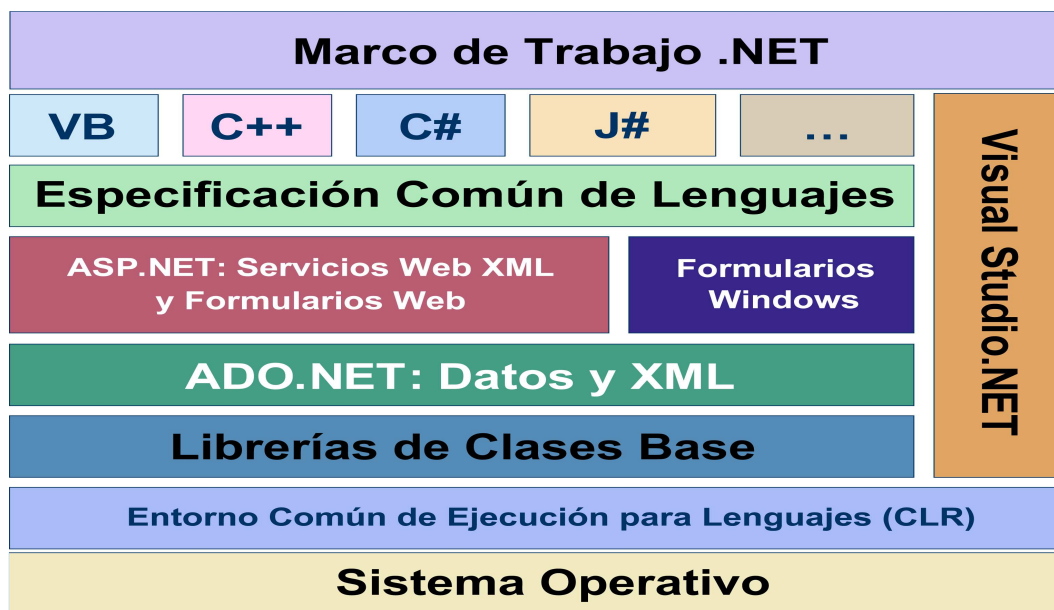 Marco de Trabajo .NET
VB
C++
C#
J#
...
Especificación Común de Lenguajes
ASP.NET: Servicios Web XML
y Formularios Web
Formularios
Windows
ADO.NET: Datos y XML
Librerías de Clases Base
Visual Studio.NET
Entorno Común de Ejecución para Lenguajes (CLR)
Sistema Operativo